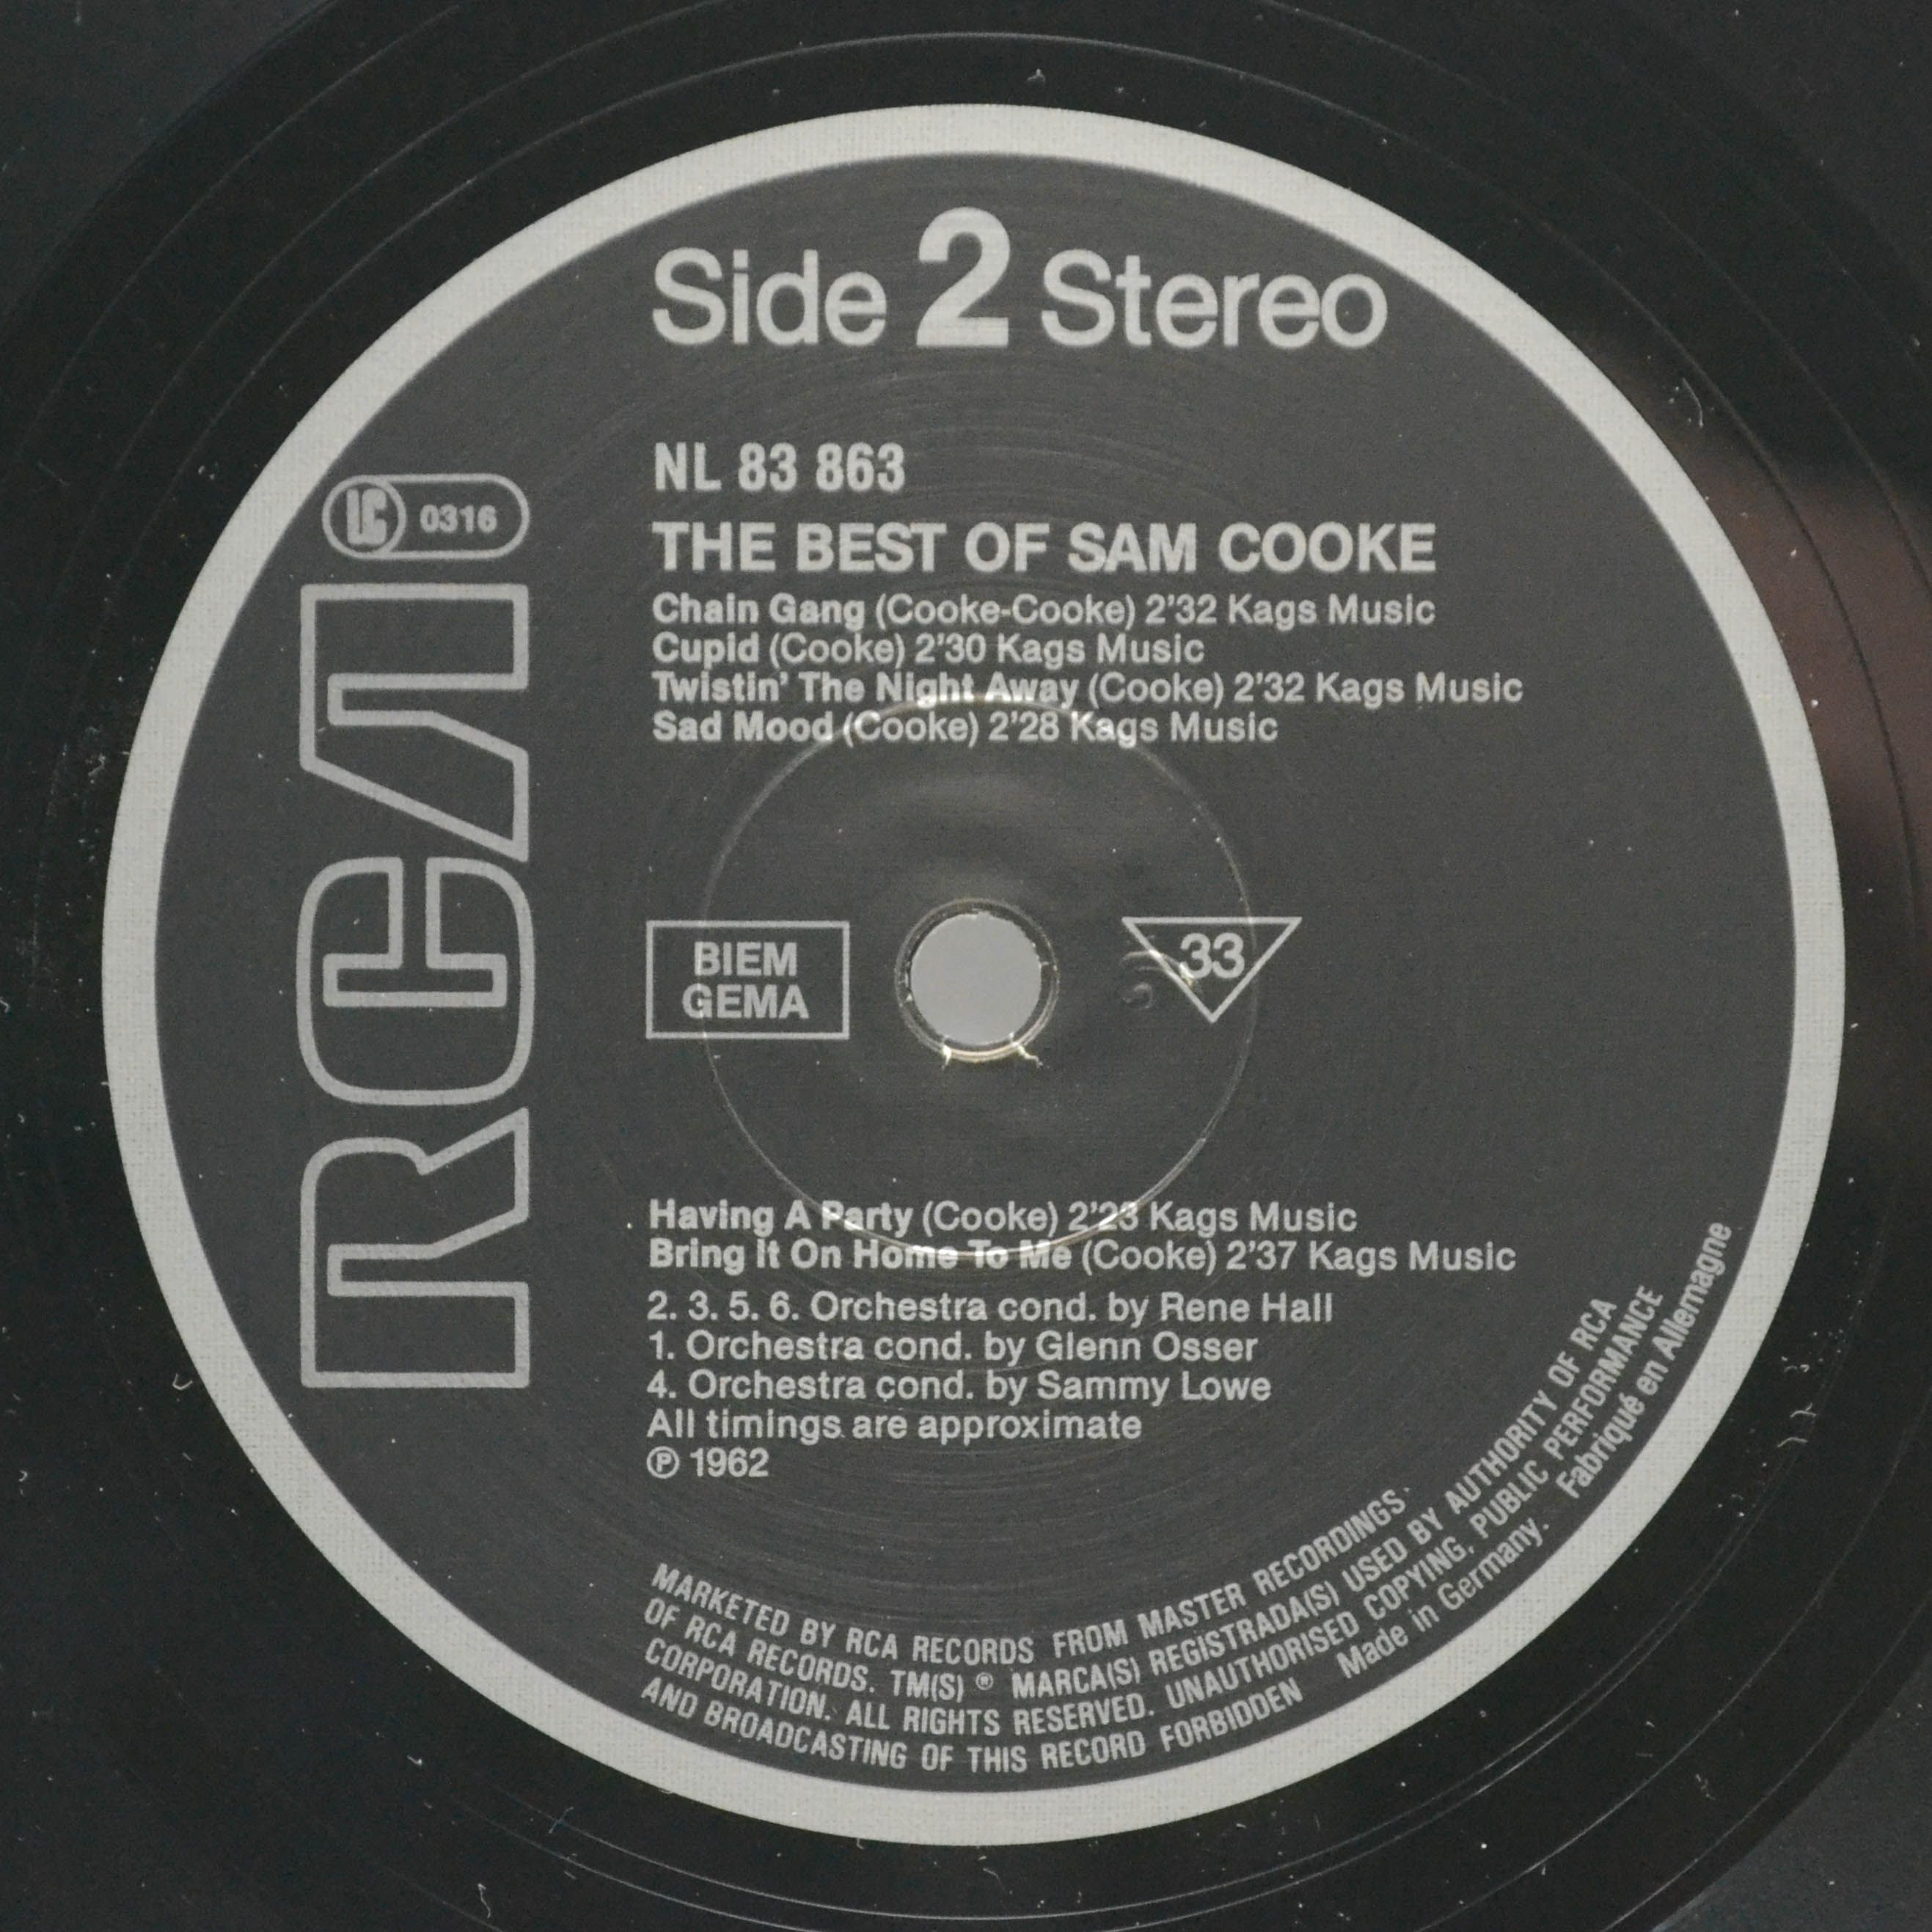 Side 2 Stereo
NL 83 863
LC 0316
THE BEST OF SAM COOKE
Chain Gang (Cooke-Cooke) 2'32 Kags Music
Cupid (Cooke) 2'30 Kags Music
Twistin' The Night Away (Cooke) 2'32 Kags Music
Sad Mood (Cooke) 2'28 Kags Music
RCA
BIEM
GEMA
33
Having A Party (Cooke) 2'23 Kags Music
Bring It On Home To Me (Cooke) 2'37 Kags Music
2. 3. 5. 6. Orchestra cond. by Rene Hall
1. Orchestra cond. by Glenn Osser
4. Orchestra cond. by Sammy Lowe
All timings are approximate
℗ 1962
MARKETED BY RCA RECORDS FROM MASTER RECORDINGS.
OF RCA RECORDS. TM(S) ® MARCA(S) REGISTRADA(S) USED BY AUTHORITY OF RCA
CORPORATION. ALL RIGHTS RESERVED. UNAUTHORISED COPYING, PUBLIC PERFORMANCE
AND BROADCASTING OF THIS RECORD FORBIDDEN Made in Germany. Fabriqué en Allemagne